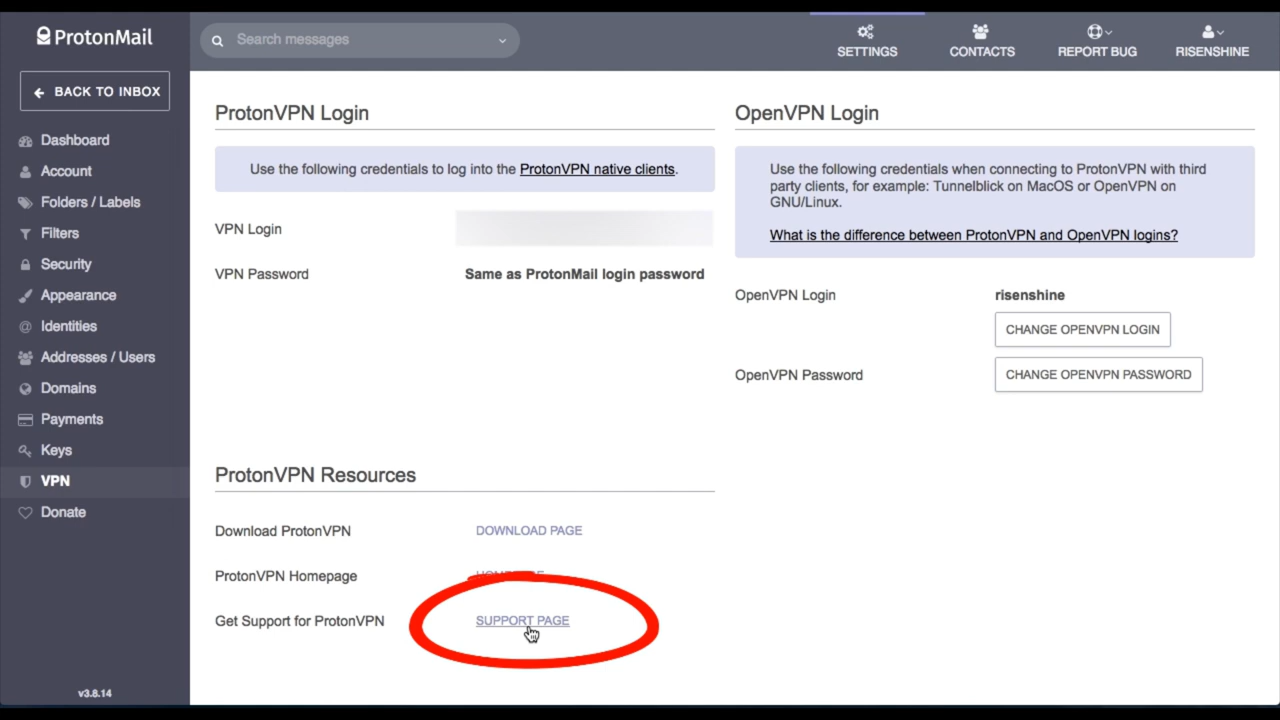 ProtonMail
Search messages
SETTINGS
CONTACTS
REPORT BUG
RISENSHINE
BACK TO INBOX
Dashboard
Account
Folders / Labels
Filters
Security
Appearance
Identities
Addresses / Users
Domains
Payments
Keys
VPN
Donate
v3.8.14
ProtonVPN Login
Use the following credentials to log into the ProtonVPN native clients.
VPN Login
VPN Password
Same as ProtonMail login password
OpenVPN Login
Use the following credentials when connecting to ProtonVPN with third
party clients, for example: Tunnelblick on MacOS or OpenVPN on
GNU/Linux.
What is the difference between ProtonVPN and OpenVPN logins?
OpenVPN Login
risenshine
CHANGE OPENVPN LOGIN
OpenVPN Password
CHANGE OPENVPN PASSWORD
ProtonVPN Resources
Download ProtonVPN
DOWNLOAD PAGE
ProtonVPN Homepage
Get Support for ProtonVPN
SUPPORT PAGE